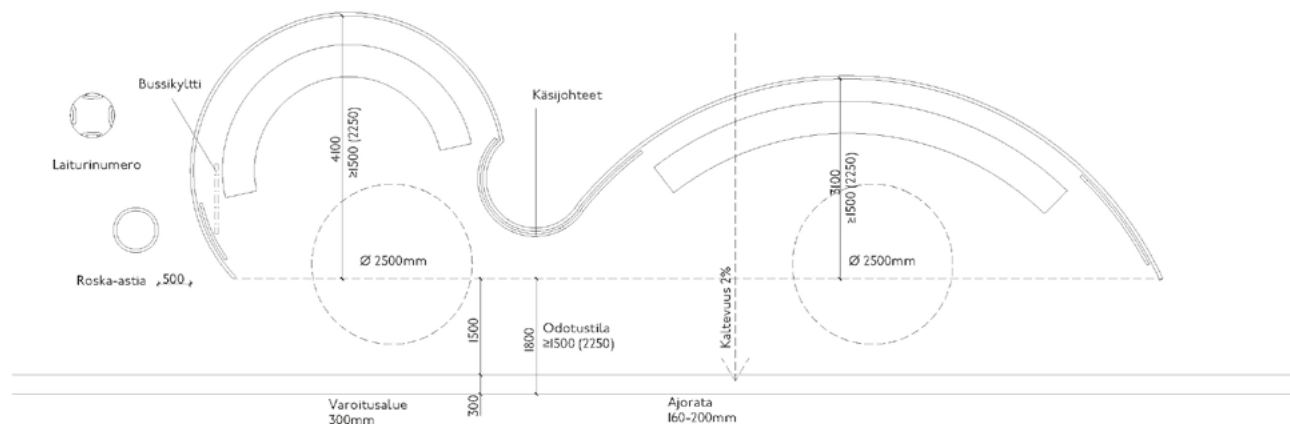 Bussikyltti
Laiturinumero
Roska-astia
500
4100
≥1500 (2250)
Käsijohteet
Ø 2500mm
1500
1800
Odotustila
≥1500 (2250)
300
Varoitusalue
300mm
Kaltevuus 2%
3100
≥1500 (2250)
Ø 2500mm
Ajorata
160-200mm